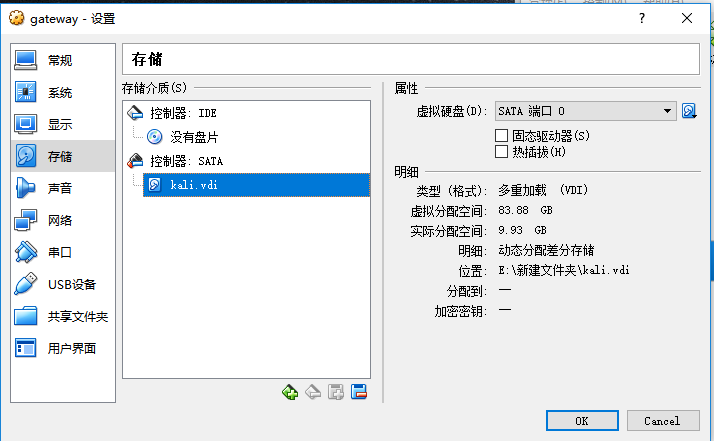 gateway - 设置
常规
系统
显示
存储
声音
网络
串口
USB设备
共享文件夹
用户界面
存储
存储介质(S)
控制器: IDE
没有盘片
控制器: SATA
kali.vdi
属性
虚拟硬盘(D): SATA 端口 0
固态驱动器(S)
热插拔(H)
明细
类型 (格式): 多重加载 (VDI)
虚拟分配空间: 83.88 GB
实际分配空间: 9.93 GB
明细: 动态分配差分存储
位置: E:\新建文件夹\kali.vdi
分配到: —
加密密钥: —
OK Cancel